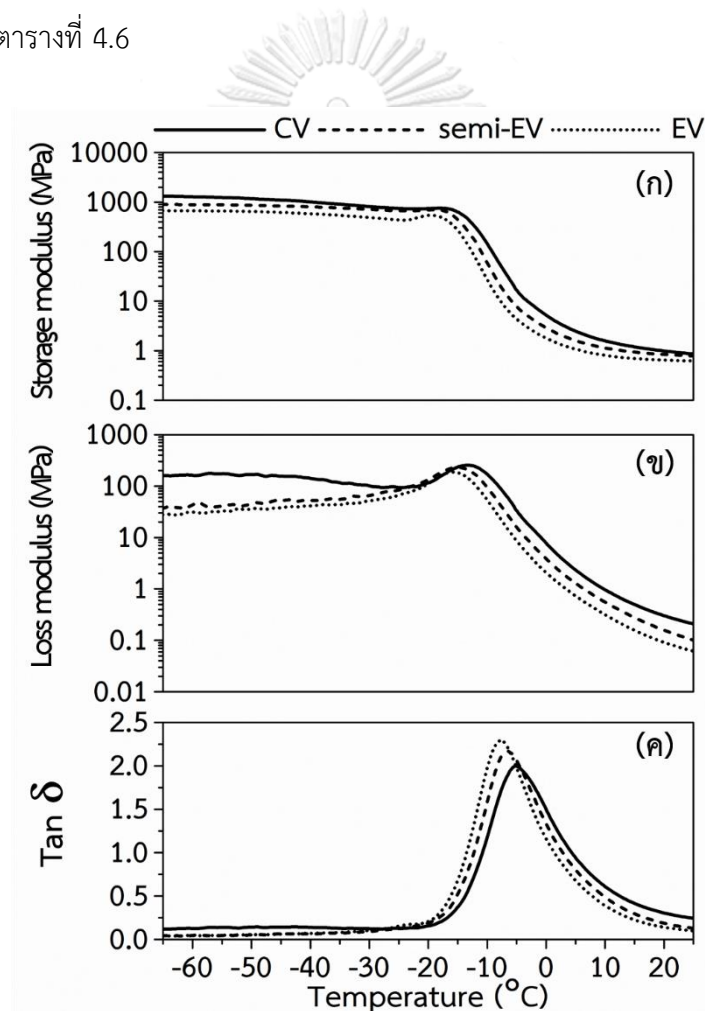 ตารางที่ 4.6
CV semi-EV EV
Storage modulus (MPa)
10000
1000
100
10
1
0.1
(ก)
Loss modulus (MPa)
1000
100
10
1
0.1
0.01
(ข)
Tan δ
2.5
2.0
1.5
1.0
0.5
0.0
(ค)
-60 -50 -40 -30 -20 -10 0 10 20
Temperature (°C)